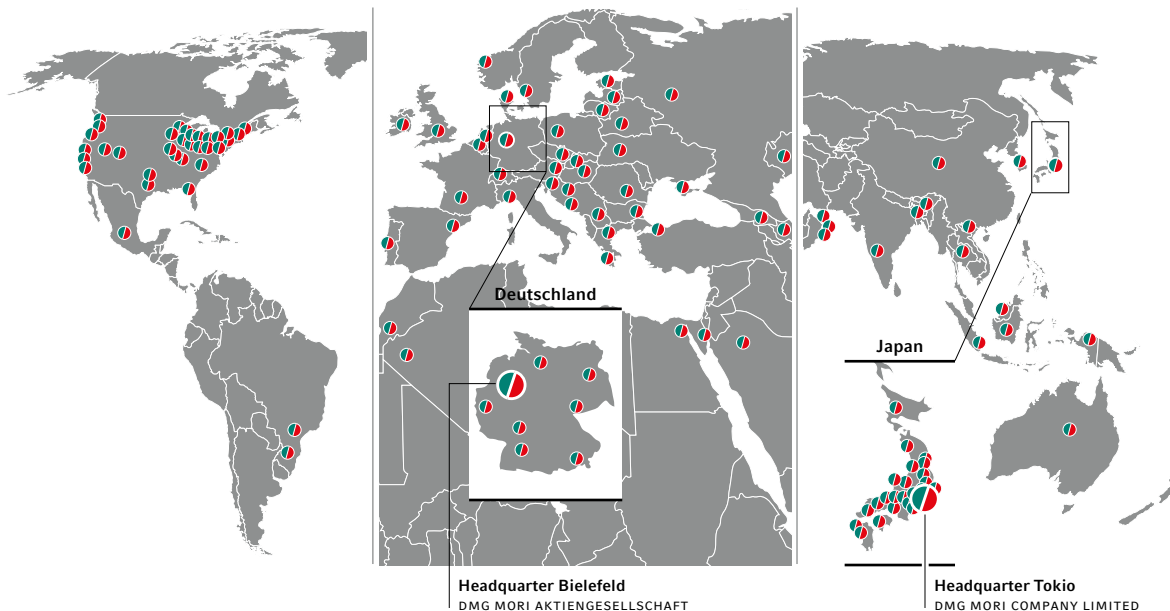 Deutschland
Japan
Headquarter Bielefeld
DMG MORI AKTIENGESELLSCHAFT
Headquarter Tokio
DMG MORI COMPANY LIMITED